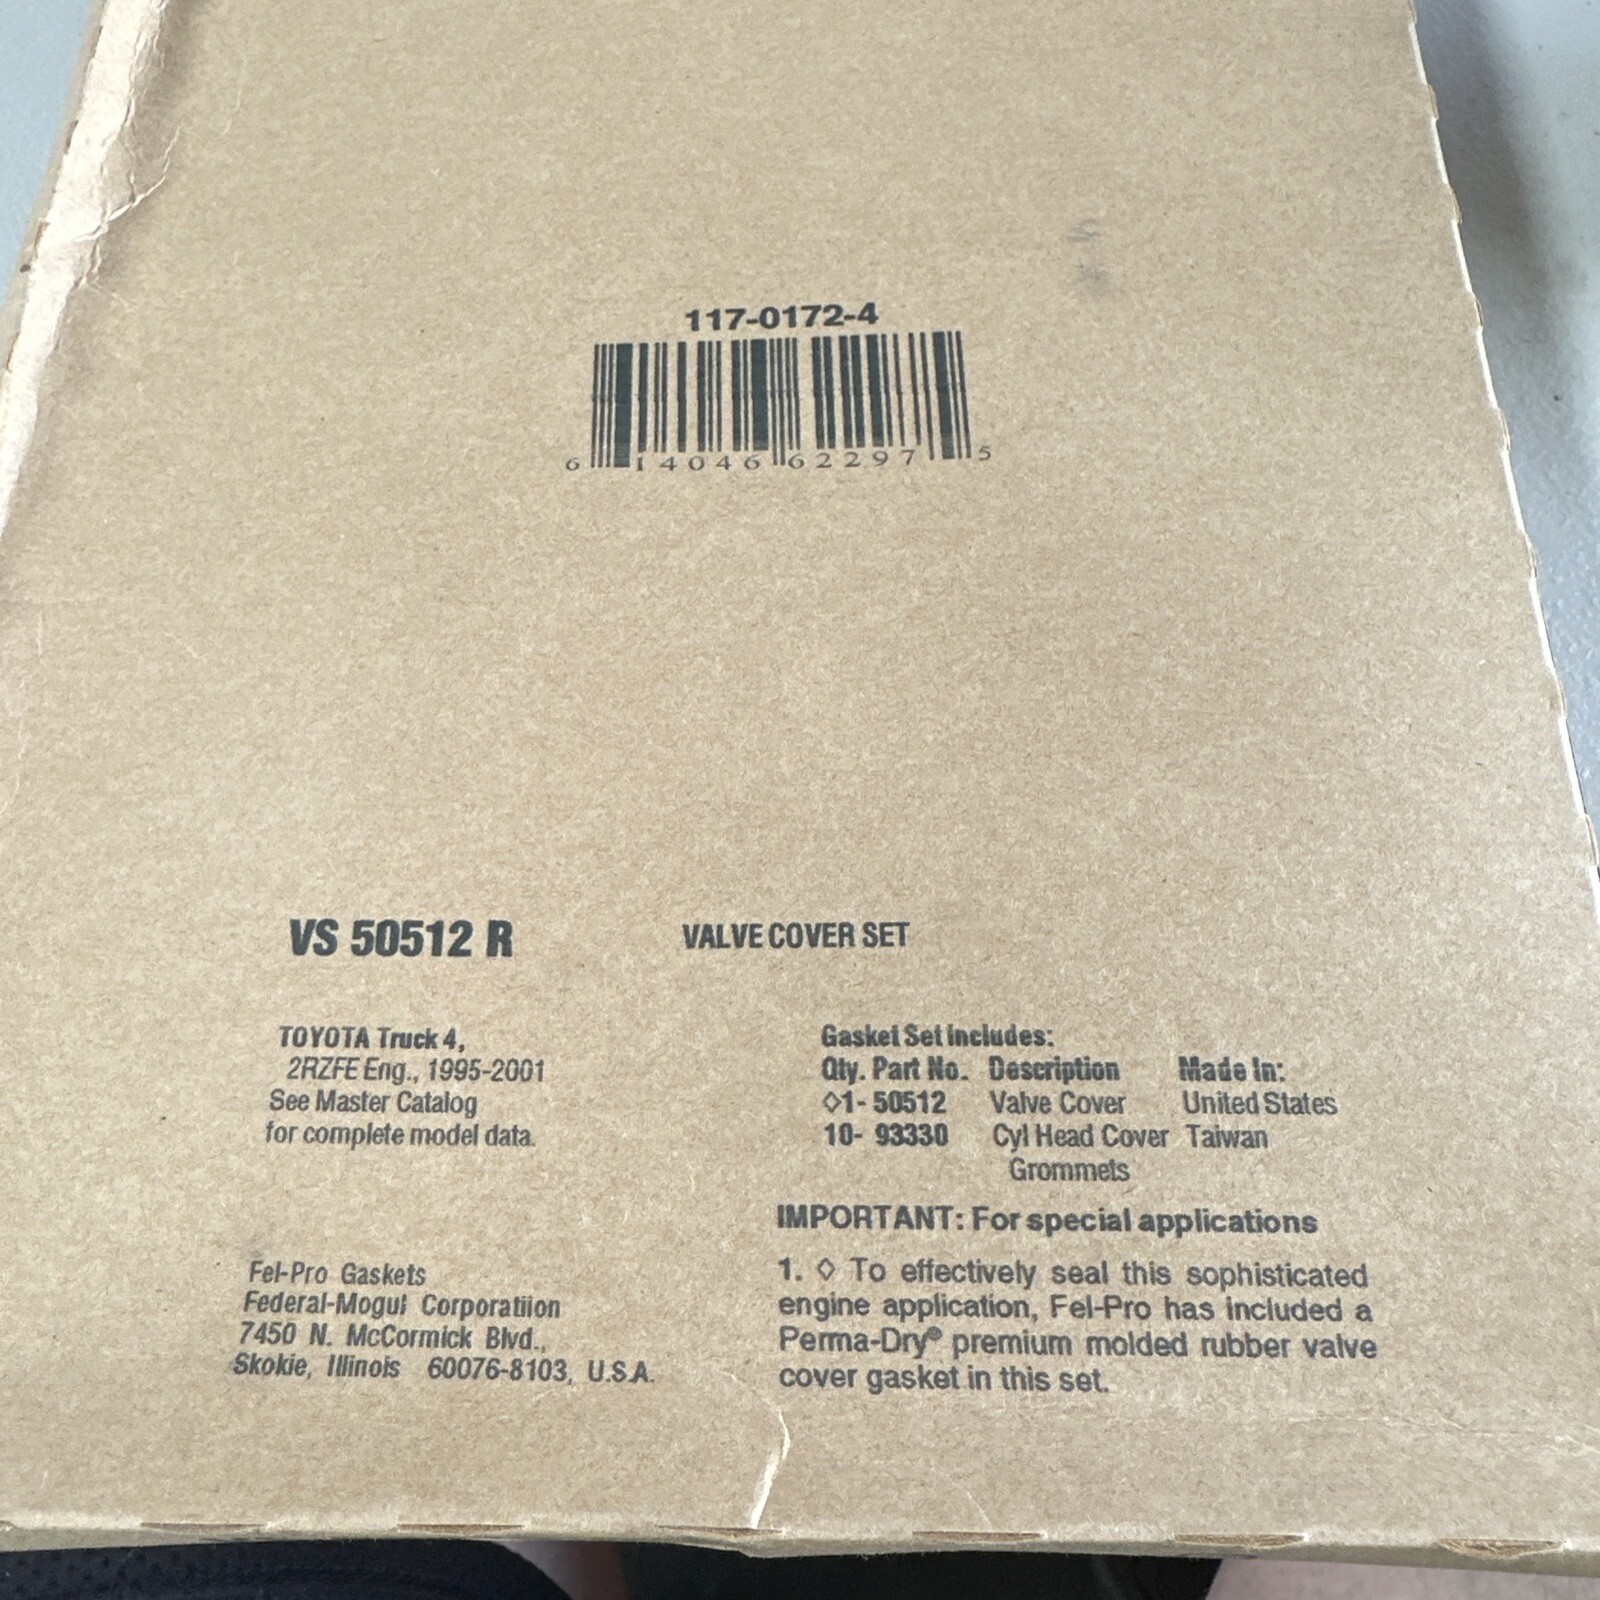 117-0172-4
6 14046 62297 5
VS 50512 R VALVE COVER SET
TOYOTA Truck 4,
2RZFE Eng., 1995-2001
See Master Catalog
for complete model data.
Gasket Set Includes:
Qty. Part No. Description Made In:
◇1- 50512 Valve Cover United States
10- 93330 Cyl Head Cover Taiwan
Grommets
IMPORTANT: For special applications
1. ◇ To effectively seal this sophisticated
engine application, Fel-Pro has included a
Perma-Dry® premium molded rubber valve
cover gasket in this set.
Fel-Pro Gaskets
Federal-Mogul Corporatiion
7450 N. McCormick Blvd.,
Skokie, Illinois 60076-8103, U.S.A.